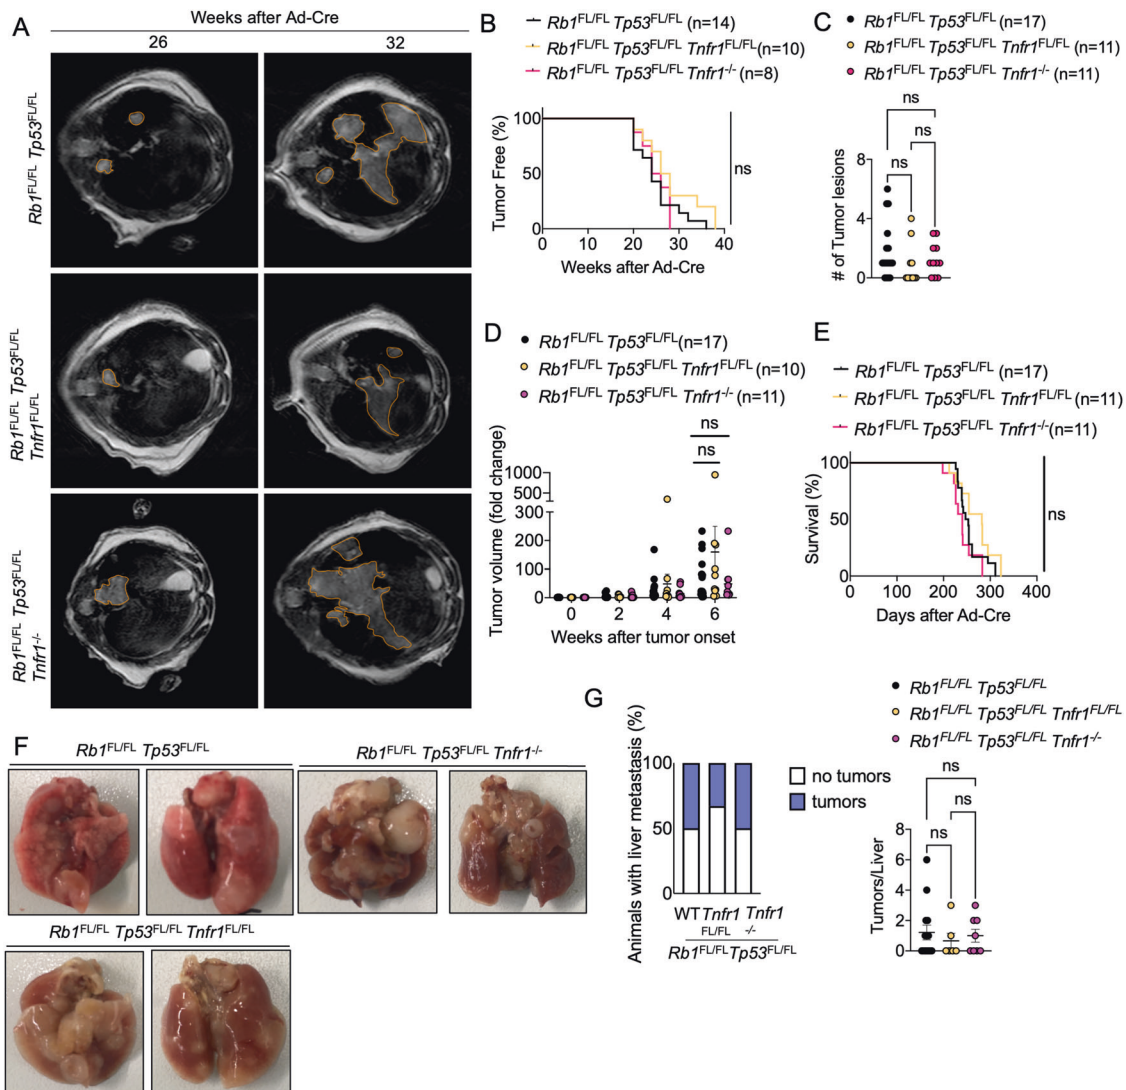 A
Weeks after Ad-Cre
26 32
Rb1FL/FL Tp53FL/FL
Rb1FL/FL Tp53FL/FL
Tnfr1FL/FL
Rb1FL/FL Tp53FL/FL
Tnfr1-/-
B
Rb1FL/FL Tp53FL/FL (n=14)
Rb1FL/FL Tp53FL/FL Tnfr1FL/FL (n=10)
Rb1FL/FL Tp53FL/FL Tnfr1-/- (n=8)
Tumor Free (%)
100
50
0
0 10 20 30 40
Weeks after Ad-Cre
ns
C
Rb1FL/FL Tp53FL/FL (n=17)
Rb1FL/FL Tp53FL/FL Tnfr1FL/FL (n=11)
Rb1FL/FL Tp53FL/FL Tnfr1-/- (n=11)
ns
ns
ns
# of Tumor lesions
8
4
0
D
Rb1FL/FL Tp53FL/FL (n=17)
Rb1FL/FL Tp53FL/FL Tnfr1FL/FL (n=10)
Rb1FL/FL Tp53FL/FL Tnfr1-/- (n=11)
ns
ns
Tumor volume (fold change)
1000
500
300
200
100
0
0 2 4 6
Weeks after tumor onset
E
Rb1FL/FL Tp53FL/FL (n=17)
Rb1FL/FL Tp53FL/FL Tnfr1FL/FL (n=11)
Rb1FL/FL Tp53FL/FL Tnfr1-/- (n=11)
Survival (%)
100
50
0
0 100 200 300 400
Days after Ad-Cre
ns
F
Rb1FL/FL Tp53FL/FL
Rb1FL/FL Tp53FL/FL Tnfr1-/-
Rb1FL/FL Tp53FL/FL Tnfr1FL/FL
G
Animals with liver metastasis (%)
100
50
0
WT Tnfr1 Tnfr1
FL/FL -/-
Rb1FL/FL Tp53FL/FL
no tumors
tumors
Rb1FL/FL Tp53FL/FL
Rb1FL/FL Tp53FL/FL Tnfr1FL/FL
Rb1FL/FL Tp53FL/FL Tnfr1-/-
ns
ns
ns
Tumors/Liver
8
6
4
2
0